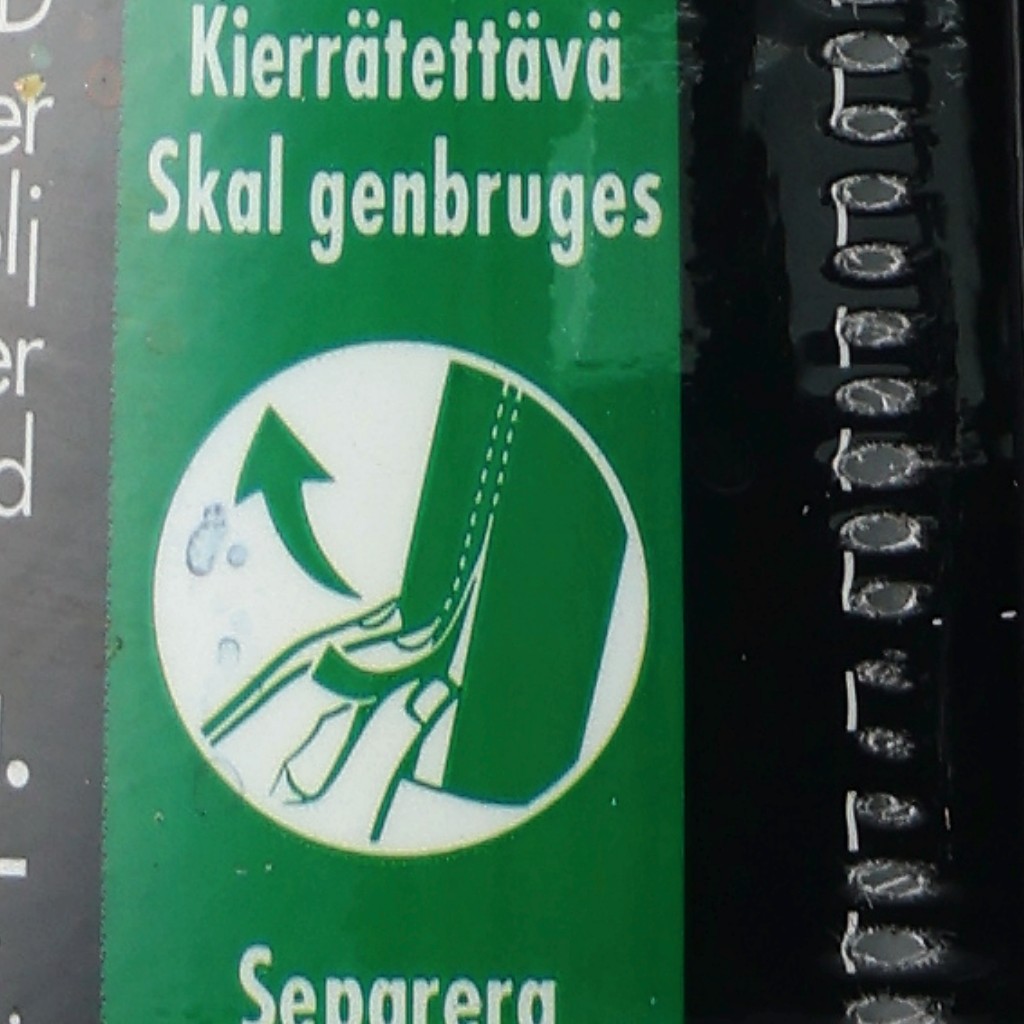 Kierrätettävä
Skal genbruges
Separera